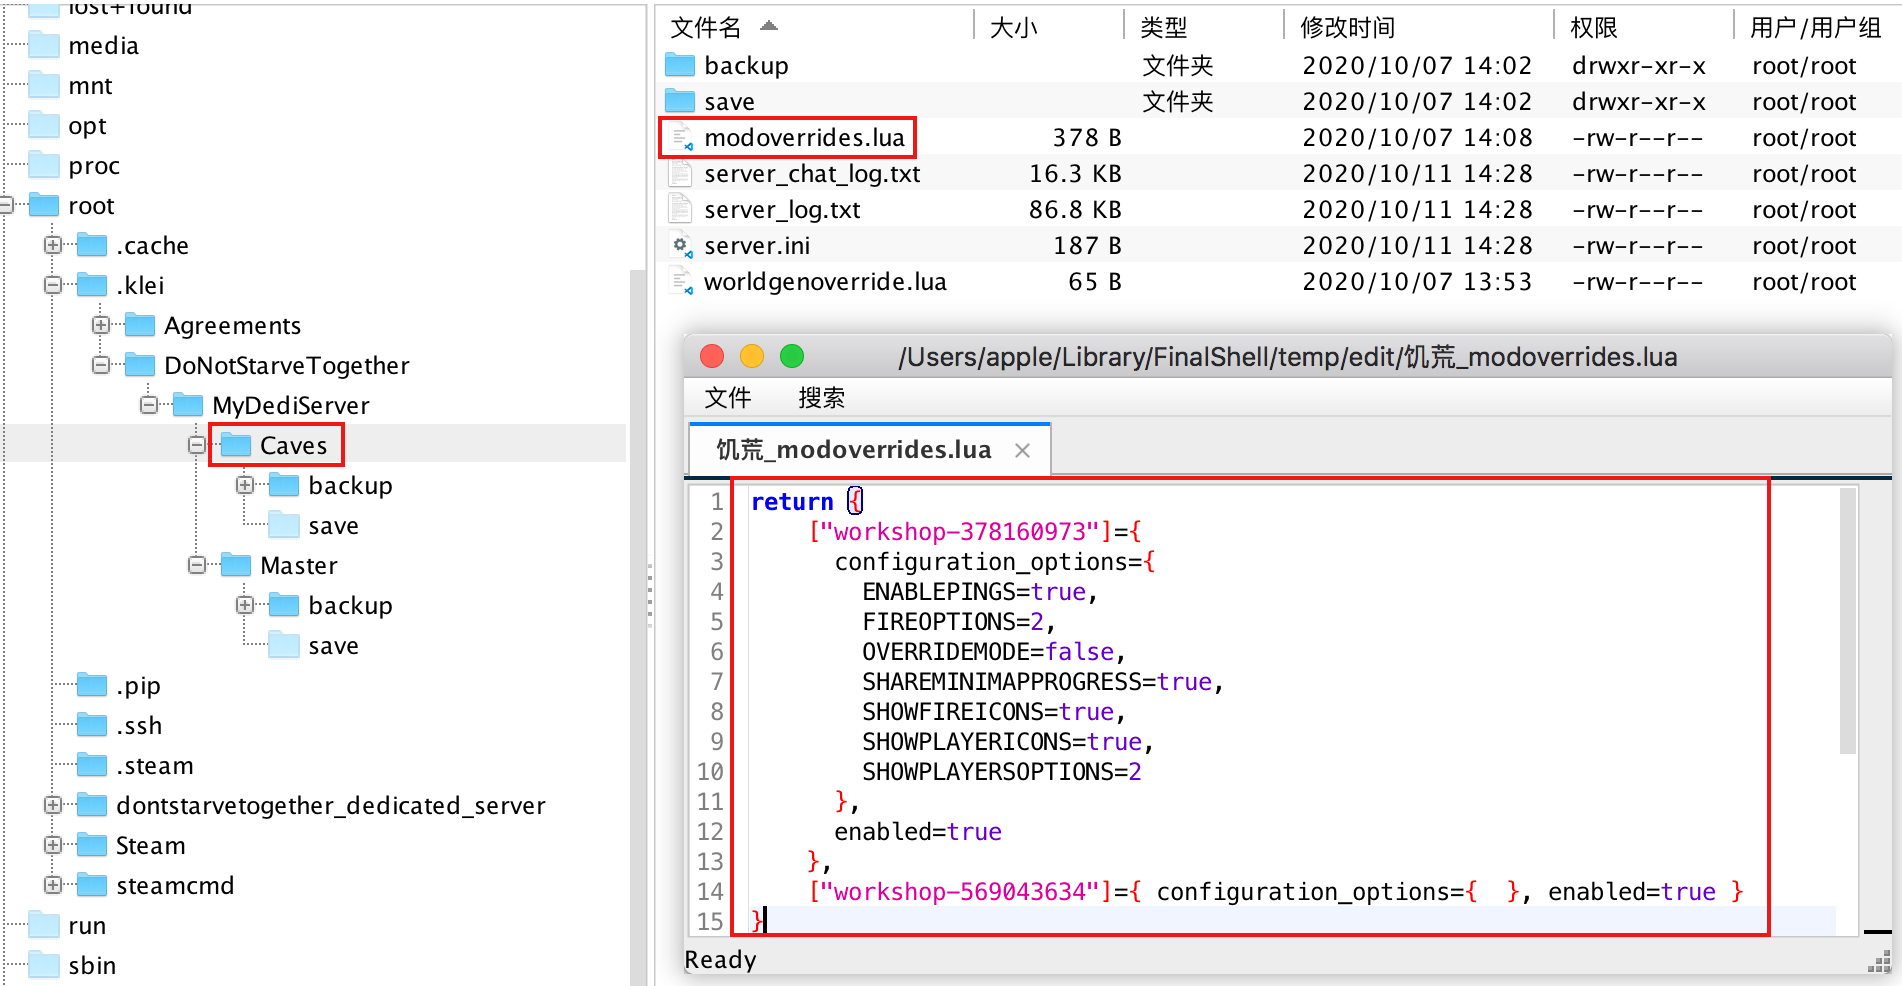 lost+found
media
mnt
opt
proc
root
.cache
.klei
Agreements
DoNotStarveTogether
MyDediServer
Caves
backup
save
Master
backup
save
.pip
.ssh
.steam
dontstarvetogether_dedicated_server
Steam
steamcmd
run
sbin
文件名 大小 类型 修改时间 权限 用户/用户组
backup 文件夹 2020/10/07 14:02 drwxr-xr-x root/root
save 文件夹 2020/10/07 14:02 drwxr-xr-x root/root
modoverrides.lua 378 B 2020/10/07 14:08 -rw-r--r-- root/root
server_chat_log.txt 16.3 KB 2020/10/11 14:28 -rw-r--r-- root/root
server_log.txt 86.8 KB 2020/10/11 14:28 -rw-r--r-- root/root
server.ini 187 B 2020/10/11 14:28 -rw-r--r-- root/root
worldgenoverride.lua 65 B 2020/10/07 13:53 -rw-r--r-- root/root
/Users/apple/Library/FinalShell/temp/edit/饥荒_modoverrides.lua
文件 搜索
饥荒_modoverrides.lua ×
1 return {
2 ["workshop-378160973"]={
3 configuration_options={
4 ENABLEPINGS=true,
5 FIREOPTIONS=2,
6 OVERRIDEMODE=false,
7 SHAREMINIMAPPROGRESS=true,
8 SHOWFIREICONS=true,
9 SHOWPLAYERICONS=true,
10 SHOWPLAYERSOPTIONS=2
11 },
12 enabled=true
13 },
14 ["workshop-569043634"]={ configuration_options={  }, enabled=true }
15 }
Ready